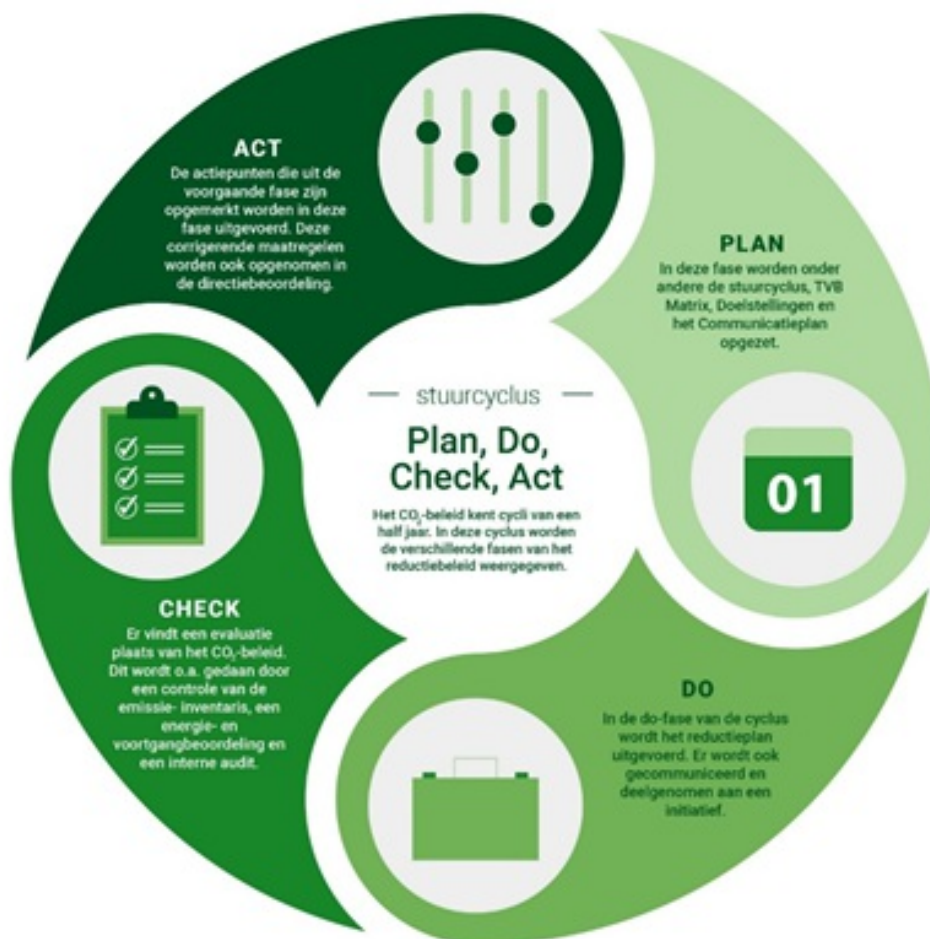 stuurcyclus
Plan, Do,
Check, Act
Het CO₂-beleid kent cycli van een
half jaar. In deze cyclus worden
de verschillende fasen van het
reductiebeleid weergegeven.
PLAN
In deze fase worden onder
andere de stuurcyclus, TVB
Matrix, Doelstellingen en
het Communicatieplan
opgezet.
01
DO
In de do-fase van de cyclus
wordt het reductieplan
uitgevoerd. Er wordt ook
gecommuniceerd en
deelgenomen aan een
initiatief.
CHECK
Er vindt een evaluatie
plaats van het CO₂-beleid.
Dit wordt o.a. gedaan door
een controle van de
emissie- inventaris, een
energie- en
voortgangbeoordeling en
een interne audit.
ACT
De actiepunten die uit de
voorgaande fase zijn
opgemerkt worden in deze
fase uitgevoerd. Deze
corrigerende maatregelen
worden ook opgenomen in
de directiebeoordeling.